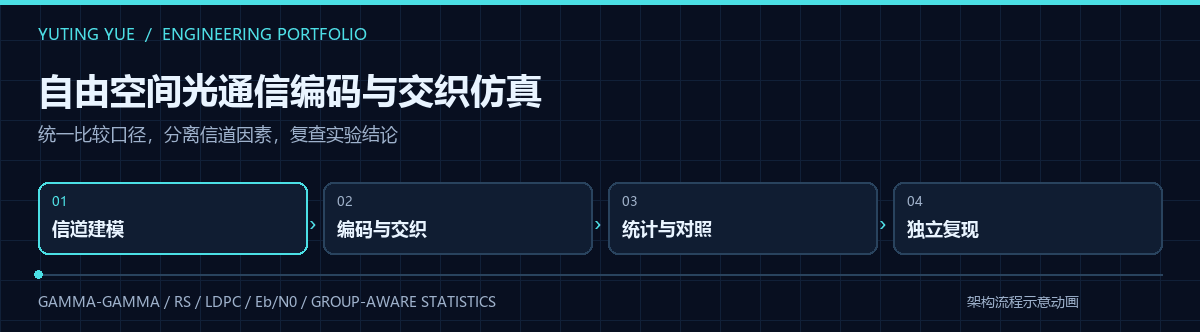 YUTING YUE / ENGINEERING PORTFOLIO
自由空间光通信编码与交织仿真
统一比较口径，分离信道因素，复查实验结论
01
信道建模
›
02
编码与交织
›
03
统计与对照
›
04
独立复现
GAMMA-GAMMA / RS / LDPC / Eb/N0 / GROUP-AWARE STATISTICS
架构流程示意动画